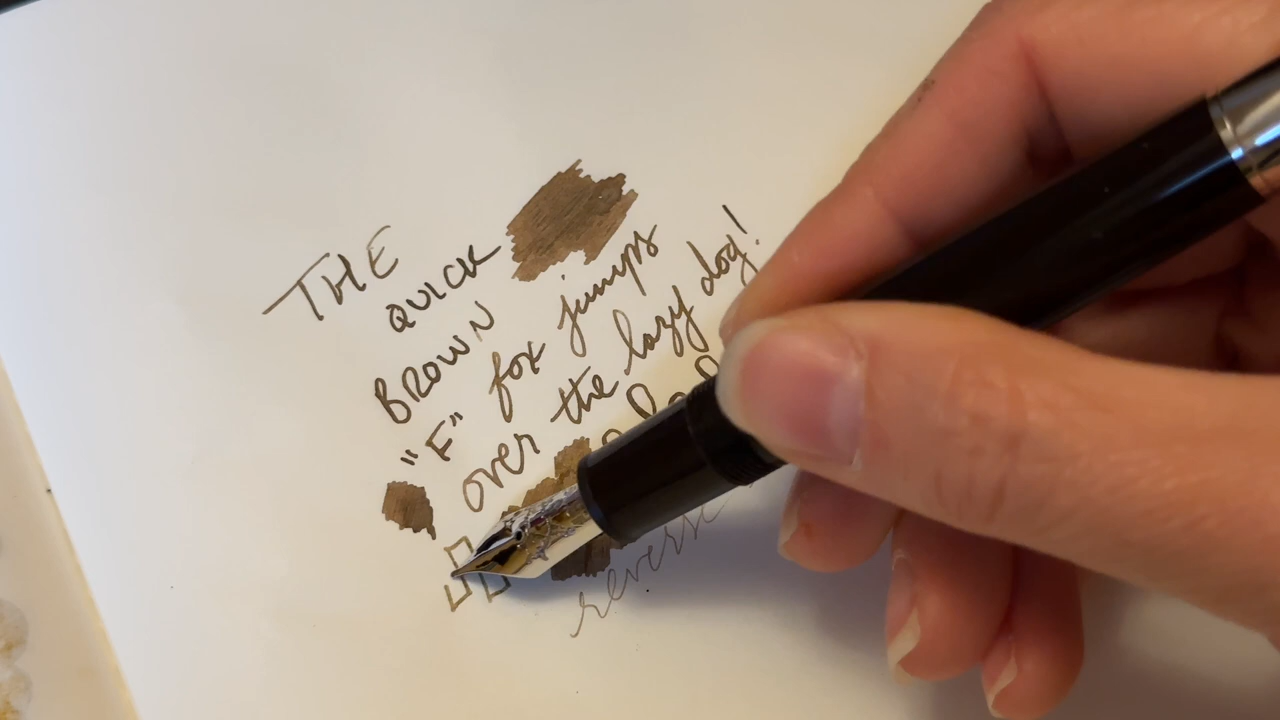 THE
QUICK
BROWN
"F" fox jumps
over the lazy dog!
reverse